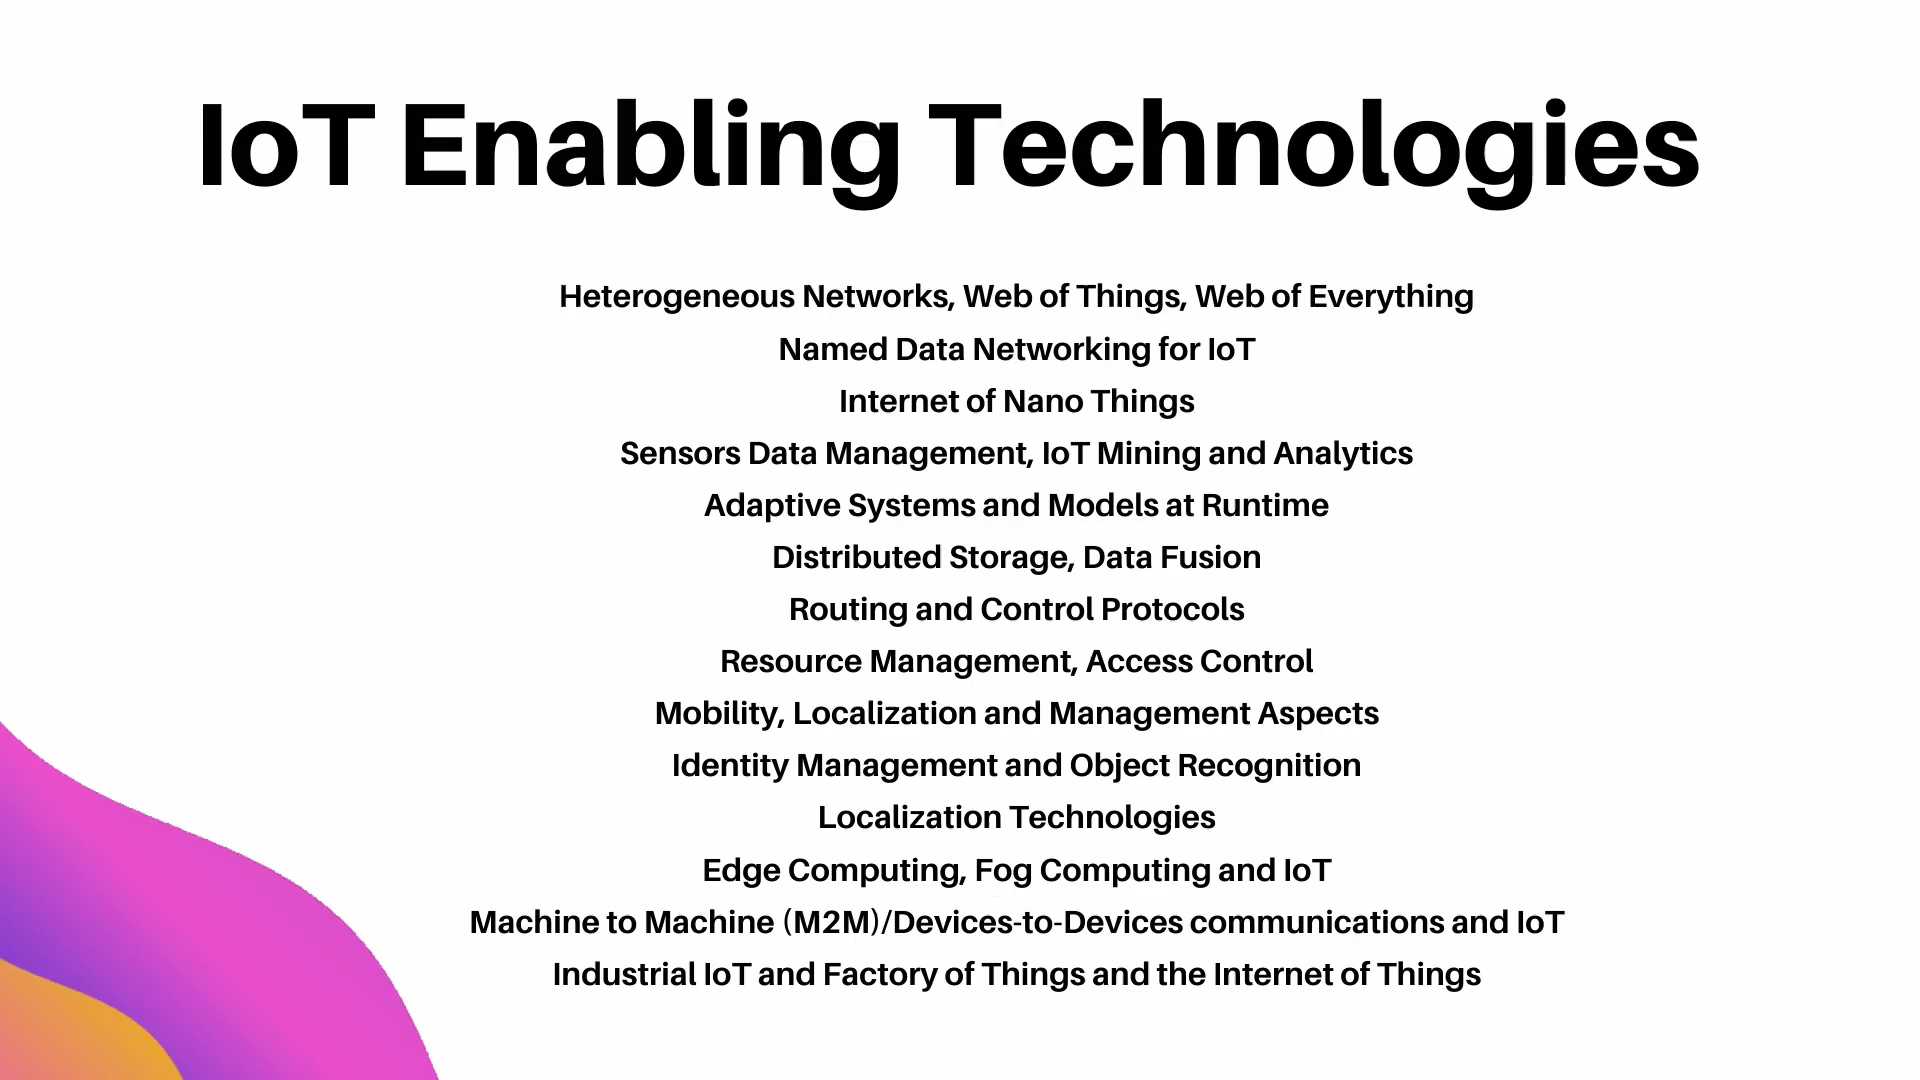 IoT Enabling Technologies
Heterogeneous Networks, Web of Things, Web of Everything
Named Data Networking for IoT
Internet of Nano Things
Sensors Data Management, IoT Mining and Analytics
Adaptive Systems and Models at Runtime
Distributed Storage, Data Fusion
Routing and Control Protocols
Resource Management, Access Control
Mobility, Localization and Management Aspects
Identity Management and Object Recognition
Localization Technologies
Edge Computing, Fog Computing and IoT
Machine to Machine (M2M)/Devices-to-Devices communications and IoT
Industrial IoT and Factory of Things and the Internet of Things